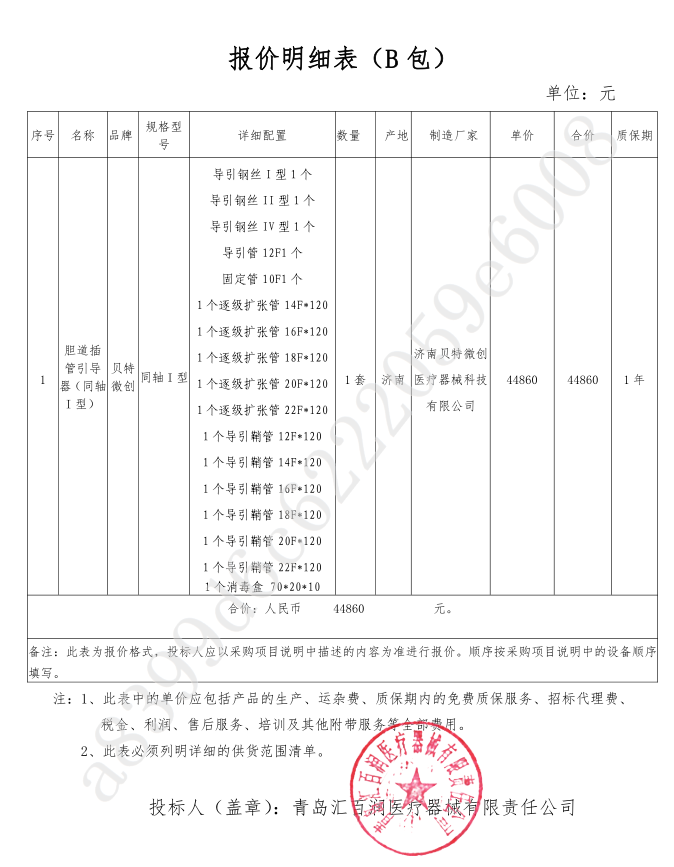 报价明细表（B 包）
单位：元
序号 名称 品牌 规格型号 详细配置 数量 产地 制造厂家 单价 合价 质保期
导引钢丝 I 型 1 个
导引钢丝 II 型 1 个
导引钢丝 IV 型 1 个
导引管 12F1 个
固定管 10F1 个
1 个逐级扩张管 14F*120
1 个逐级扩张管 16F*120
1 个逐级扩张管 18F*120
1 个逐级扩张管 20F*120
1 个逐级扩张管 22F*120
1 个导引鞘管 12F*120
1 个导引鞘管 14F*120
1 个导引鞘管 16F*120
1 个导引鞘管 18F*120
1 个导引鞘管 20F*120
1 个导引鞘管 22F*120
1 个消毒盒 70*20*10
1
胆道插
管引导
器（同轴
I 型）
贝特
微创
同轴 I 型
1 套
济南
济南贝特微创
医疗器械科技
有限公司
44860
44860
1 年
合价：人民币 44860 元。
备注：此表为报价格式，投标人应以采购项目说明中描述的内容为准进行报价。顺序按采购项目说明中的设备顺序
填写。
注：1、此表中的单价应包括产品的生产、运杂费、质保期内的免费质保服务、招标代理费、
税金、利润、售后服务、培训及其他附带服务等全部费用。
2、此表必须列明详细的供货范围清单。
投标人（盖章）：青岛汇百润医疗器械有限责任公司
青岛汇百润医疗器械有限责任公司
a8399d6c6222059e6008